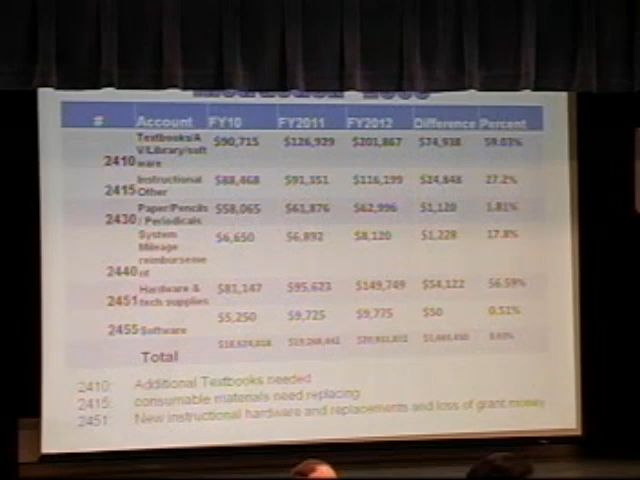 # Account FY10 FY2011 FY2012 Difference Percent
2410 Textbooks/A V/Library/soft ware $90,715 $126,929 $201,867 $74,938 59.03%
2415 Instructional Other $88,468 $91,351 $116,199 $24,848 27.2%
2430 Paper/Pencils / Periodicals $58,065 $61,876 $62,996 $1,120 1.81%
2440 System Mileage reimburseme nt $6,650 $6,892 $8,120 $1,228 17.8%
2451 Hardware & tech supplies $81,147 $95,623 $149,749 $54,122 56.59%
2455 Software $5,250 $9,725 $9,775 $50 0.51%
Total
2410: Additional Textbooks needed
2415: consumable materials need replacing
2451: New instructional hardware and replacements and loss of grant money